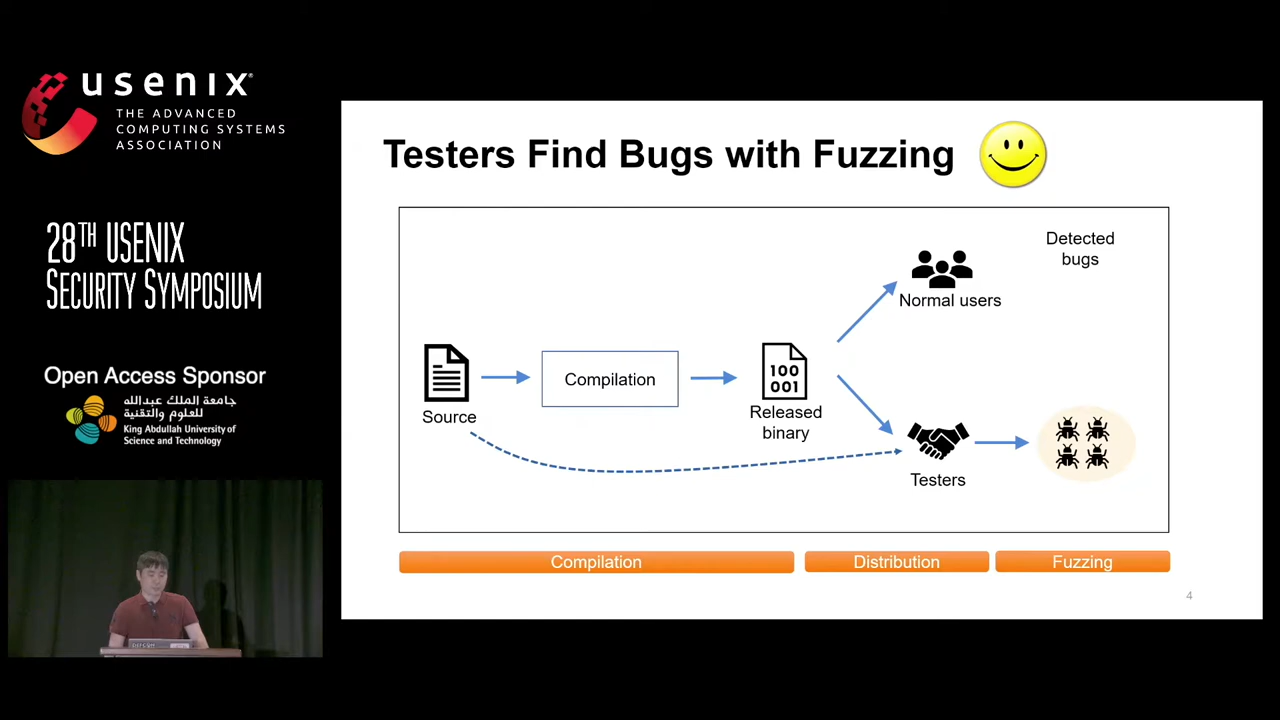 usenix
THE ADVANCED
COMPUTING SYSTEMS
ASSOCIATION
28TH USENIX
SECURITY SYMPOSIUM
Open Access Sponsor
جامعة الملك عبدالله
للعلوم والتقنية
King Abdullah University of
Science and Technology
Testers Find Bugs with Fuzzing
Detected
bugs
Normal users
Source
Compilation
100
001
Released
binary
Testers
Compilation
Distribution
Fuzzing
4